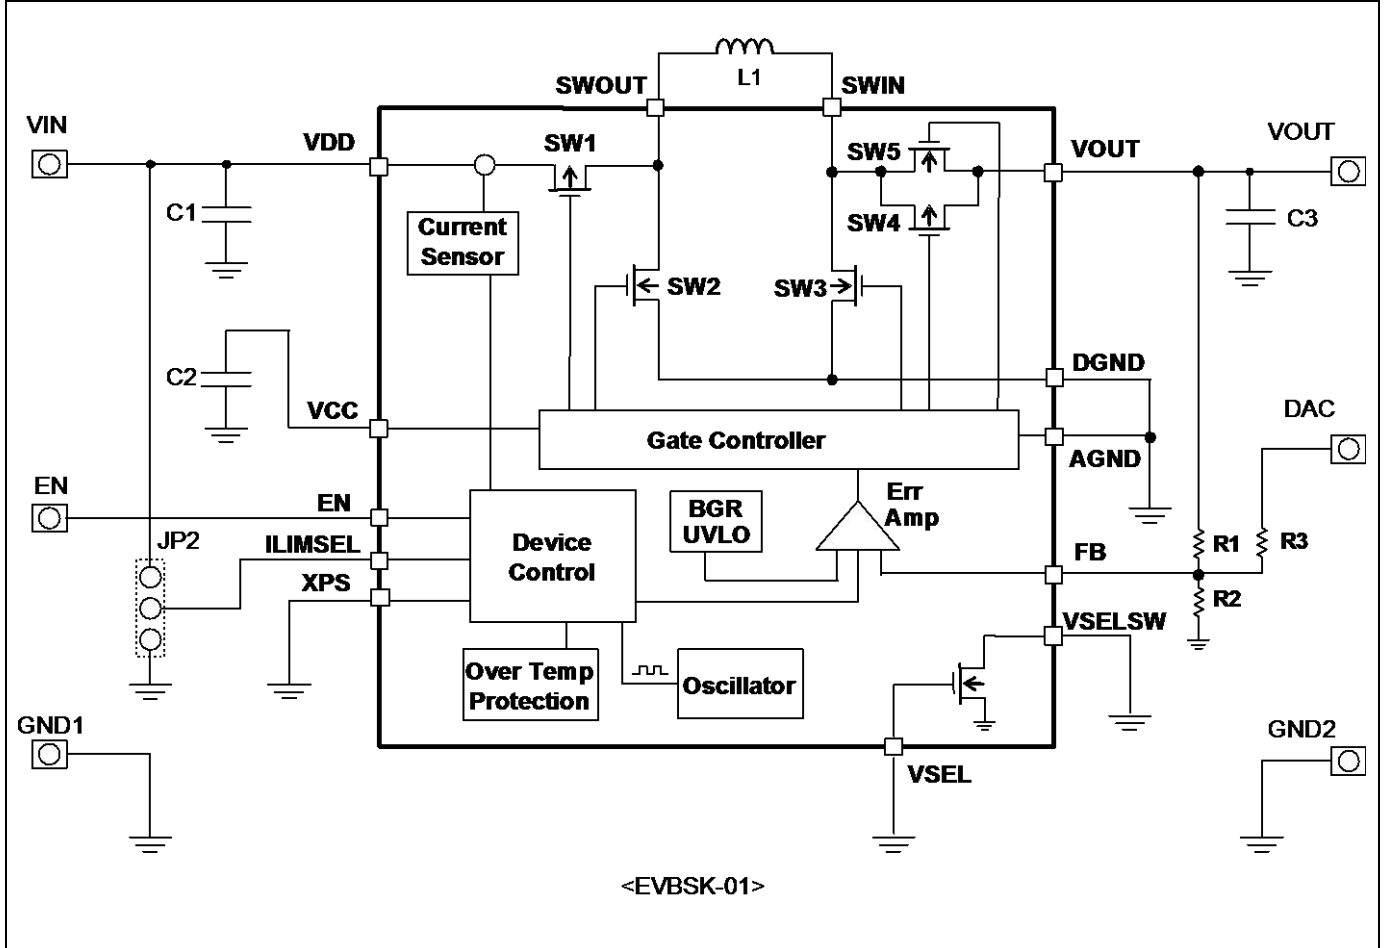 L1
SWOUT
SWIN
VIN
VDD
SW1
SW5
VOUT
VOUT
C1
Current
Sensor
SW4
C3
SW2
SW3
C2
DGND
VCC
Gate Controller
DAC
AGND
EN
EN
BGR
UVLO
Err
Amp
JP2
ILIMSEL
Device
Control
FB
R1
R3
XPS
R2
VSELSW
Over Temp
Protection
Oscillator
GND1
GND2
VSEL
<EVBSK-01>